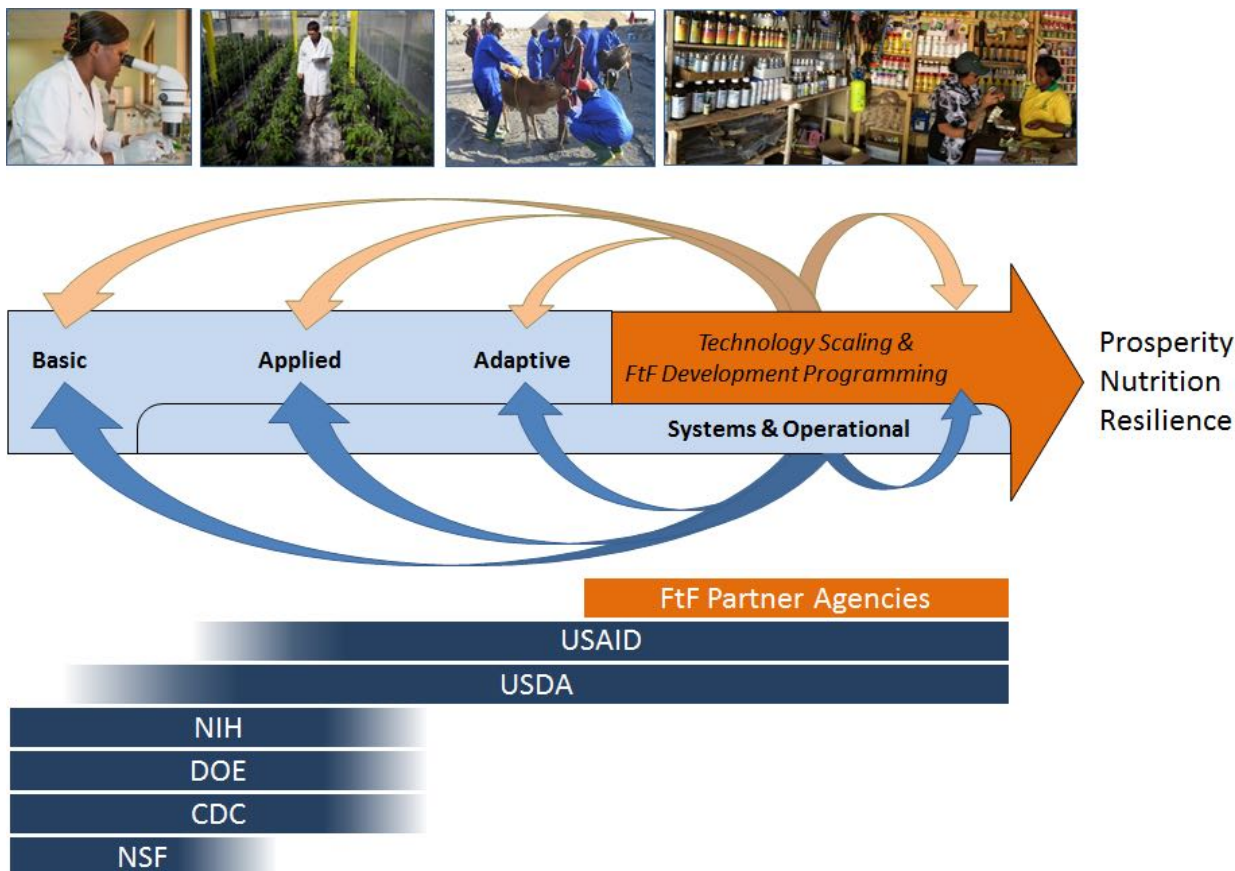 Basic
Applied
Adaptive
Technology Scaling &
FtF Development Programming
Systems & Operational
Prosperity
Nutrition
Resilience
FtF Partner Agencies
USAID
USDA
NIH
DOE
CDC
NSF